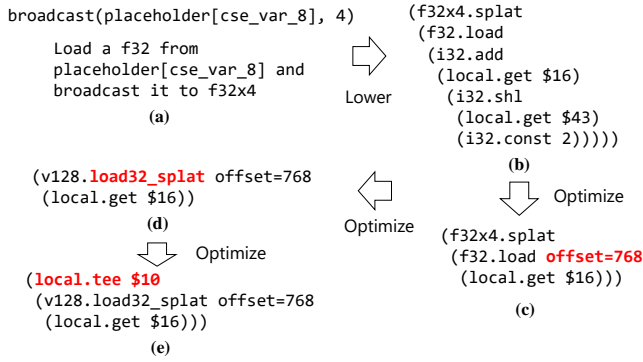 broadcast(placeholder[cse_var_8], 4)
Load a f32 from
placeholder[cse_var_8] and
broadcast it to f32x4
(a)
Lower
(f32x4.splat
(f32.load
(i32.add
(local.get $16)
(i32.shl
(local.get $43)
(i32.const 2)))))
(b)
Optimize
(f32x4.splat
(f32.load offset=768
(local.get $16)))
(c)
Optimize
(v128.load32_splat offset=768
(local.get $16))
(d)
Optimize
(local.tee $10
(v128.load32_splat offset=768
(local.get $16)))
(e)